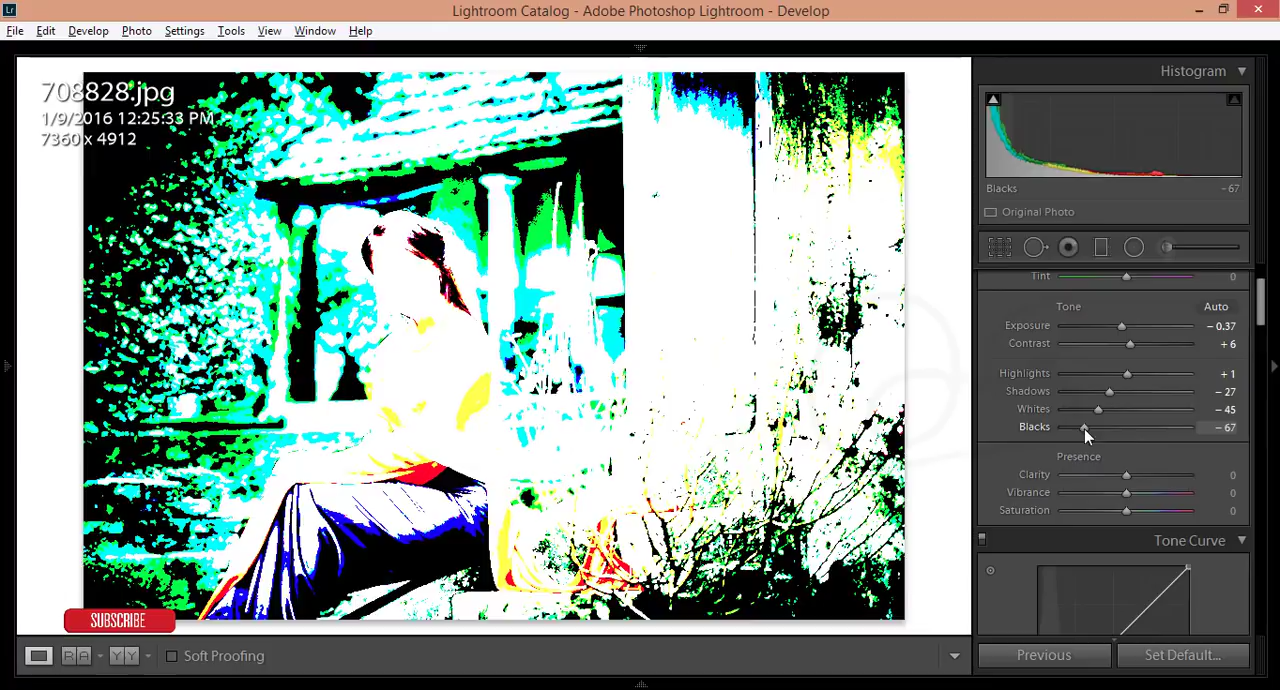 Lr
Lightroom Catalog - Adobe Photoshop Lightroom - Develop
File Edit Develop Photo Settings Tools View Window Help
708828.jpg
1/9/2016 12:25:33 PM
7360 x 4912
Histogram
Blacks - 67
Original Photo
Tint 0
Tone Auto
Exposure - 0.37
Contrast + 6
Highlights + 1
Shadows - 27
Whites - 45
Blacks - 67
Presence
Clarity 0
Vibrance 0
Saturation 0
Tone Curve
SUBSCRIBE
R A Y Y Soft Proofing
Previous Set Default...